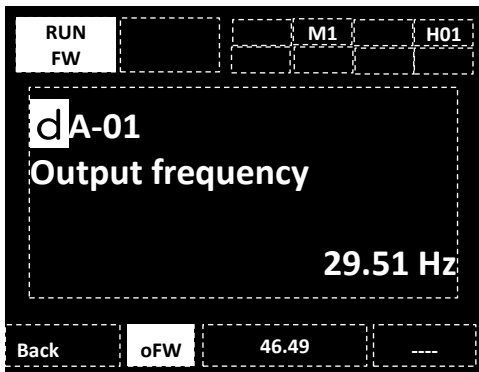 RUN
FW
M1 H01
dA-01
Output frequency
29.51 Hz
Back oFW 46.49 ----